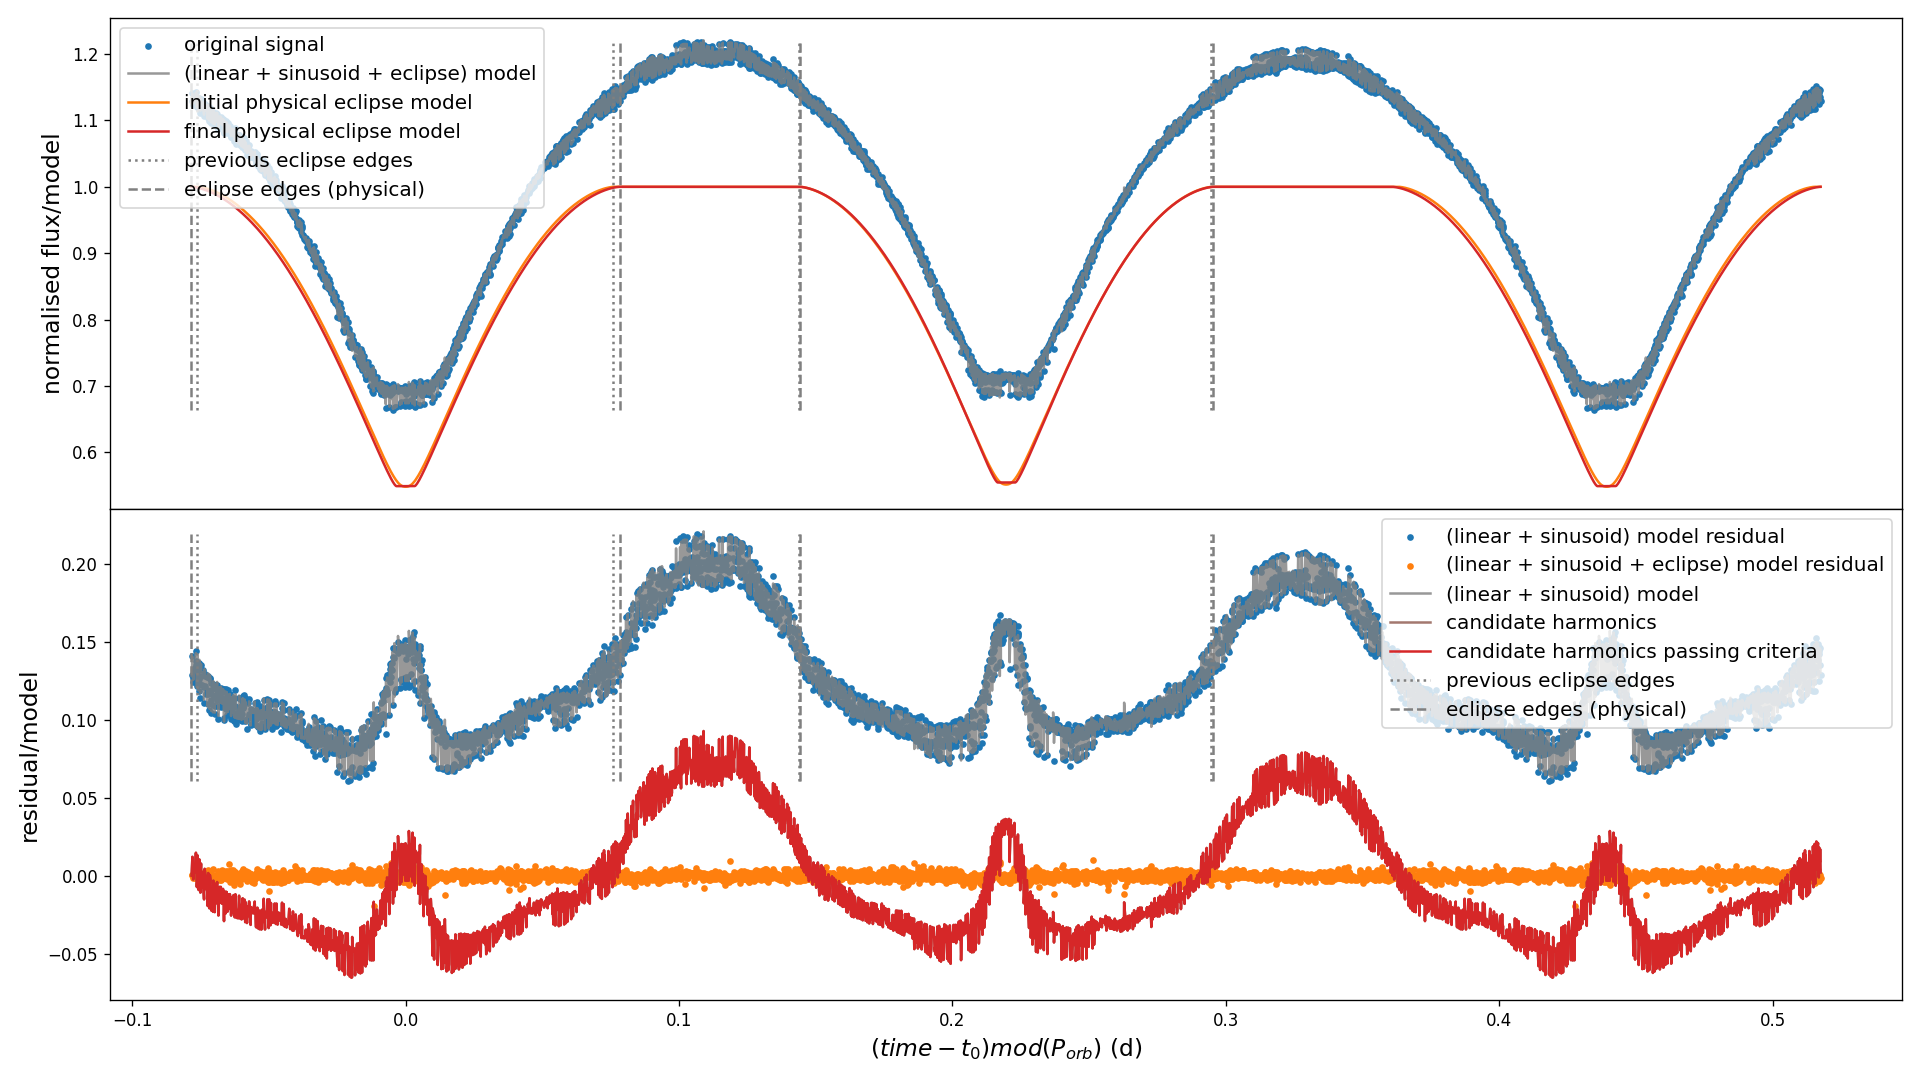 normalised flux/model
1.2
1.1
1.0
0.9
0.8
0.7
0.6
original signal
(linear + sinusoid + eclipse) model
initial physical eclipse model
final physical eclipse model
previous eclipse edges
eclipse edges (physical)
residual/model
0.20
0.15
0.10
0.05
0.00
−0.05
(linear + sinusoid) model residual
(linear + sinusoid + eclipse) model residual
(linear + sinusoid) model
candidate harmonics
candidate harmonics passing criteria
previous eclipse edges
eclipse edges (physical)
−0.1 0.0 0.1 0.2 0.3 0.4 0.5
(time − t₀)mod(Pₒᵣb) (d)